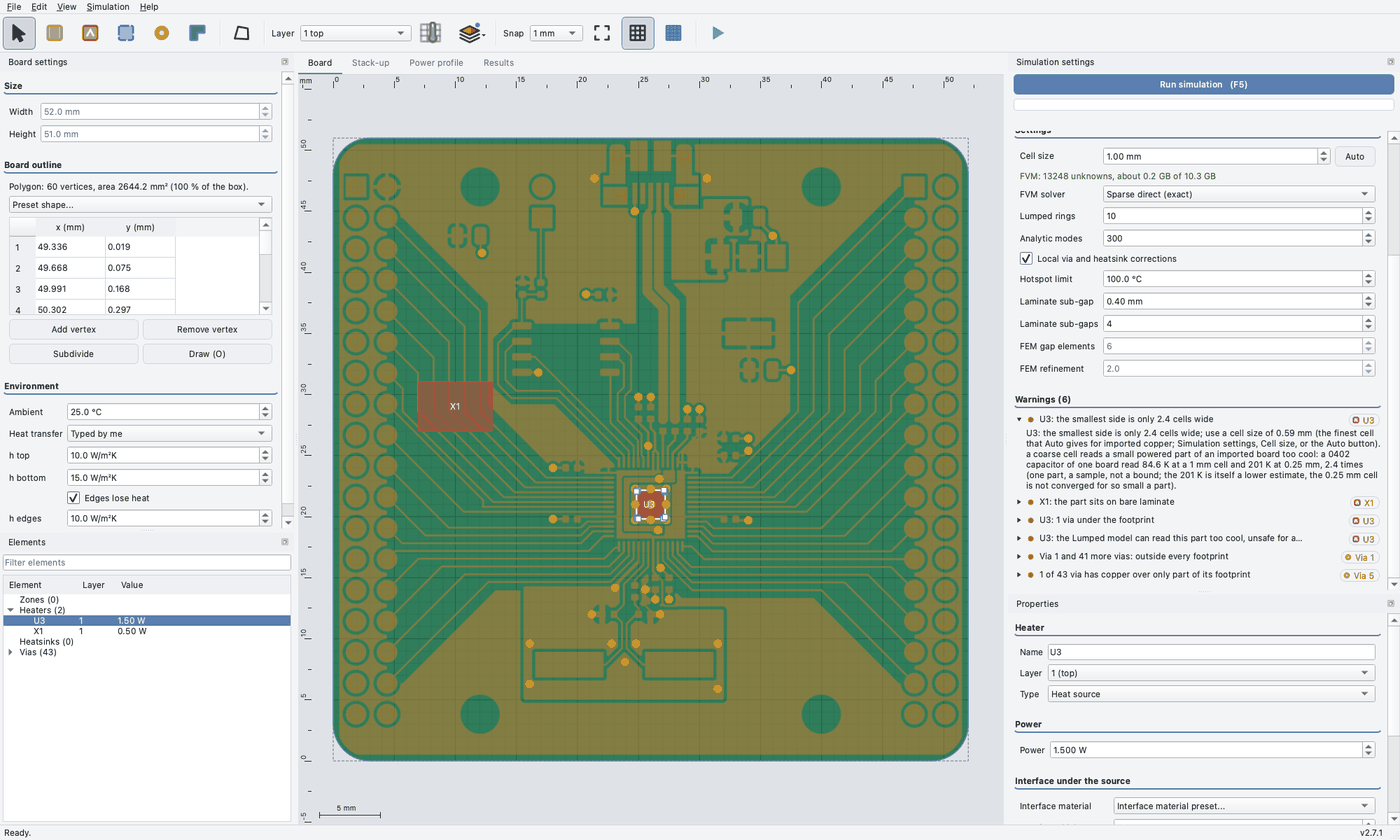 File Edit View Simulation Help
Layer 1 top Snap 1 mm
Board settings
Size
Width 52.0 mm
Height 51.0 mm
Board outline
Polygon: 60 vertices, area 2644.2 mm² (100 % of the box).
Preset shape...
x (mm) y (mm)
1 49.336 0.019
2 49.668 0.075
3 49.991 0.168
4 50.302 0.297
Add vertex Remove vertex
Subdivide Draw (O)
Environment
Ambient 25.0 °C
Heat transfer Typed by me
h top 10.0 W/m²K
h bottom 15.0 W/m²K
Edges lose heat
h edges 10.0 W/m²K
Elements
Filter elements
Element Layer Value
Zones (0)
Heaters (2)
U3 1 1.50 W
X1 1 0.50 W
Heatsinks (0)
Vias (43)
Board Stack-up Power profile Results
mm 0 5 10 15 20 25 30 35 40 45 50
50
45
40
35
30
25
20
15
10
5
0
-5
X1
U3
5 mm
Simulation settings
Run simulation (F5)
Settings
Cell size 1.00 mm Auto
FVM: 13248 unknowns, about 0.2 GB of 10.3 GB
FVM solver Sparse direct (exact)
Lumped rings 10
Analytic modes 300
Local via and heatsink corrections
Hotspot limit 100.0 °C
Laminate sub-gap 0.40 mm
Laminate sub-gaps 4
FEM gap elements 6
FEM refinement 2.0
Warnings (6)
U3: the smallest side is only 2.4 cells wide U3
U3: the smallest side is only 2.4 cells wide; use a cell size of 0.59 mm (the finest cell
that Auto gives for imported copper; Simulation settings, Cell size, or the Auto button).
a coarse cell reads a small powered part of an imported board too cool: a 0402
capacitor of one board read 84.6 K at a 1 mm cell and 201 K at 0.25 mm, 2.4 times
(one part, a sample, not a bound; the 201 K is itself a lower estimate, the 0.25 mm cell
is not converged for so small a part).
X1: the part sits on bare laminate X1
U3: 1 via under the footprint U3
U3: the Lumped model can read this part too cool, unsafe for a... U3
Via 1 and 41 more vias: outside every footprint Via 1
1 of 43 via has copper over only part of its footprint Via 5
Properties
Heater
Name U3
Layer 1 (top)
Type Heat source
Power
Power 1.500 W
Interface under the source
Interface material Interface material preset...
Ready. v2.7.1